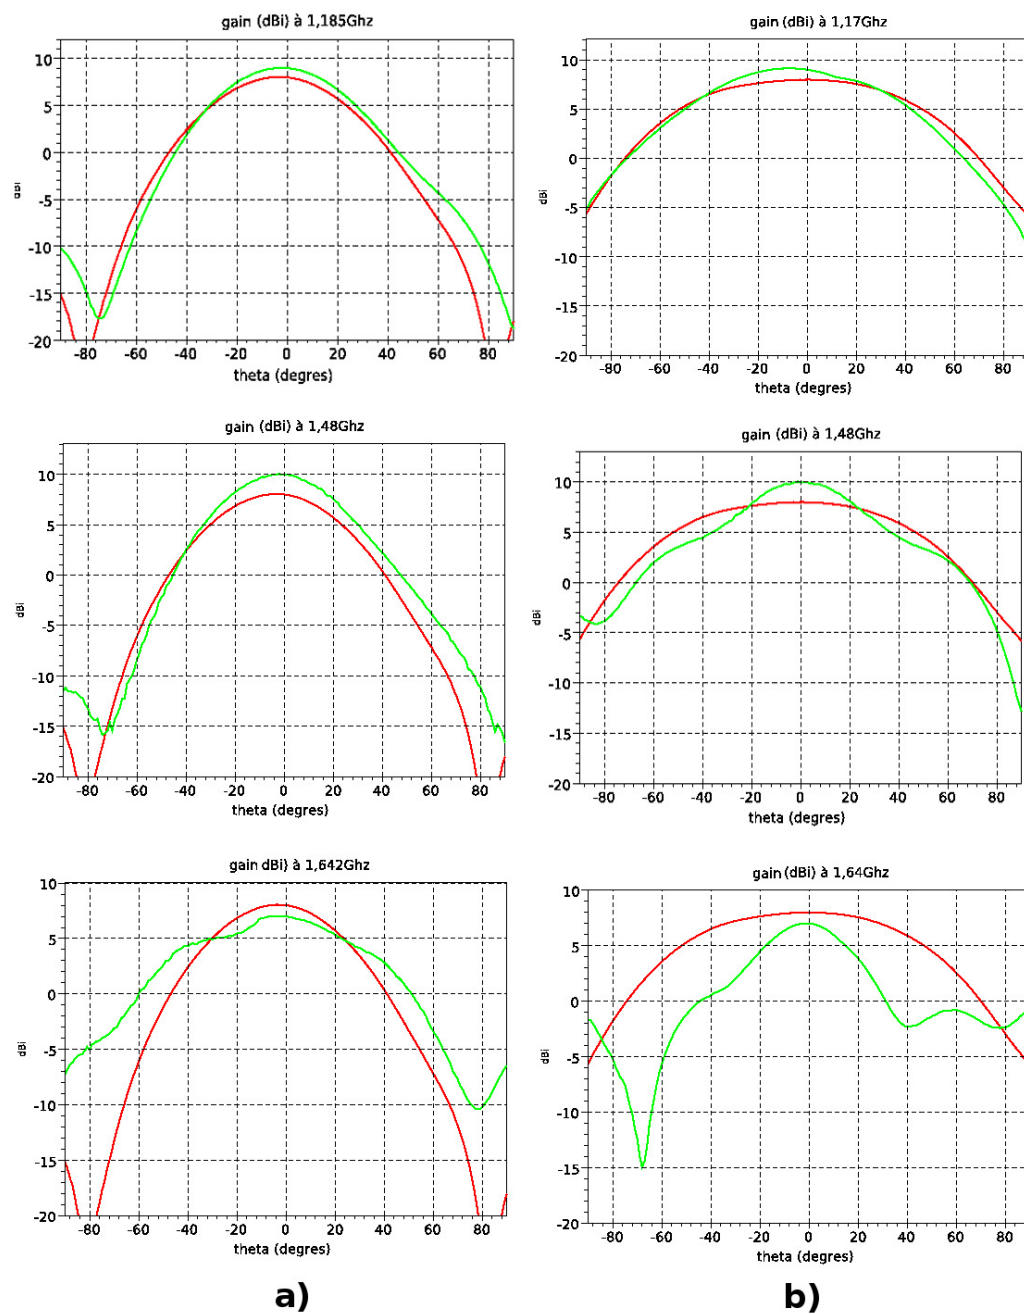 gain (dBi) à 1,185Ghz
10
5
0
-5
-10
-15
-20
dBi
-80 -60 -40 -20 0 20 40 60 80
theta (degres)
gain (dBi) à 1,17Ghz
10
5
0
-5
-10
-15
-20
dBi
-80 -60 -40 -20 0 20 40 60 80
theta (degres)
gain (dBi) à 1,48Ghz
10
5
0
-5
-10
-15
-20
dBi
-80 -60 -40 -20 0 20 40 60 80
theta (degres)
gain (dBi) à 1,48Ghz
10
5
0
-5
-10
-15
-20
dBi
-80 -60 -40 -20 0 20 40 60 80
theta (degres)
gain dBi) à 1,642Ghz
10
5
0
-5
-10
-15
-20
dBi
-80 -60 -40 -20 0 20 40 60 80
theta (degres)
gain (dBi) à 1,64Ghz
10
5
0
-5
-10
-15
-20
dBi
-80 -60 -40 -20 0 20 40 60 80
theta (degres)
a)
b)